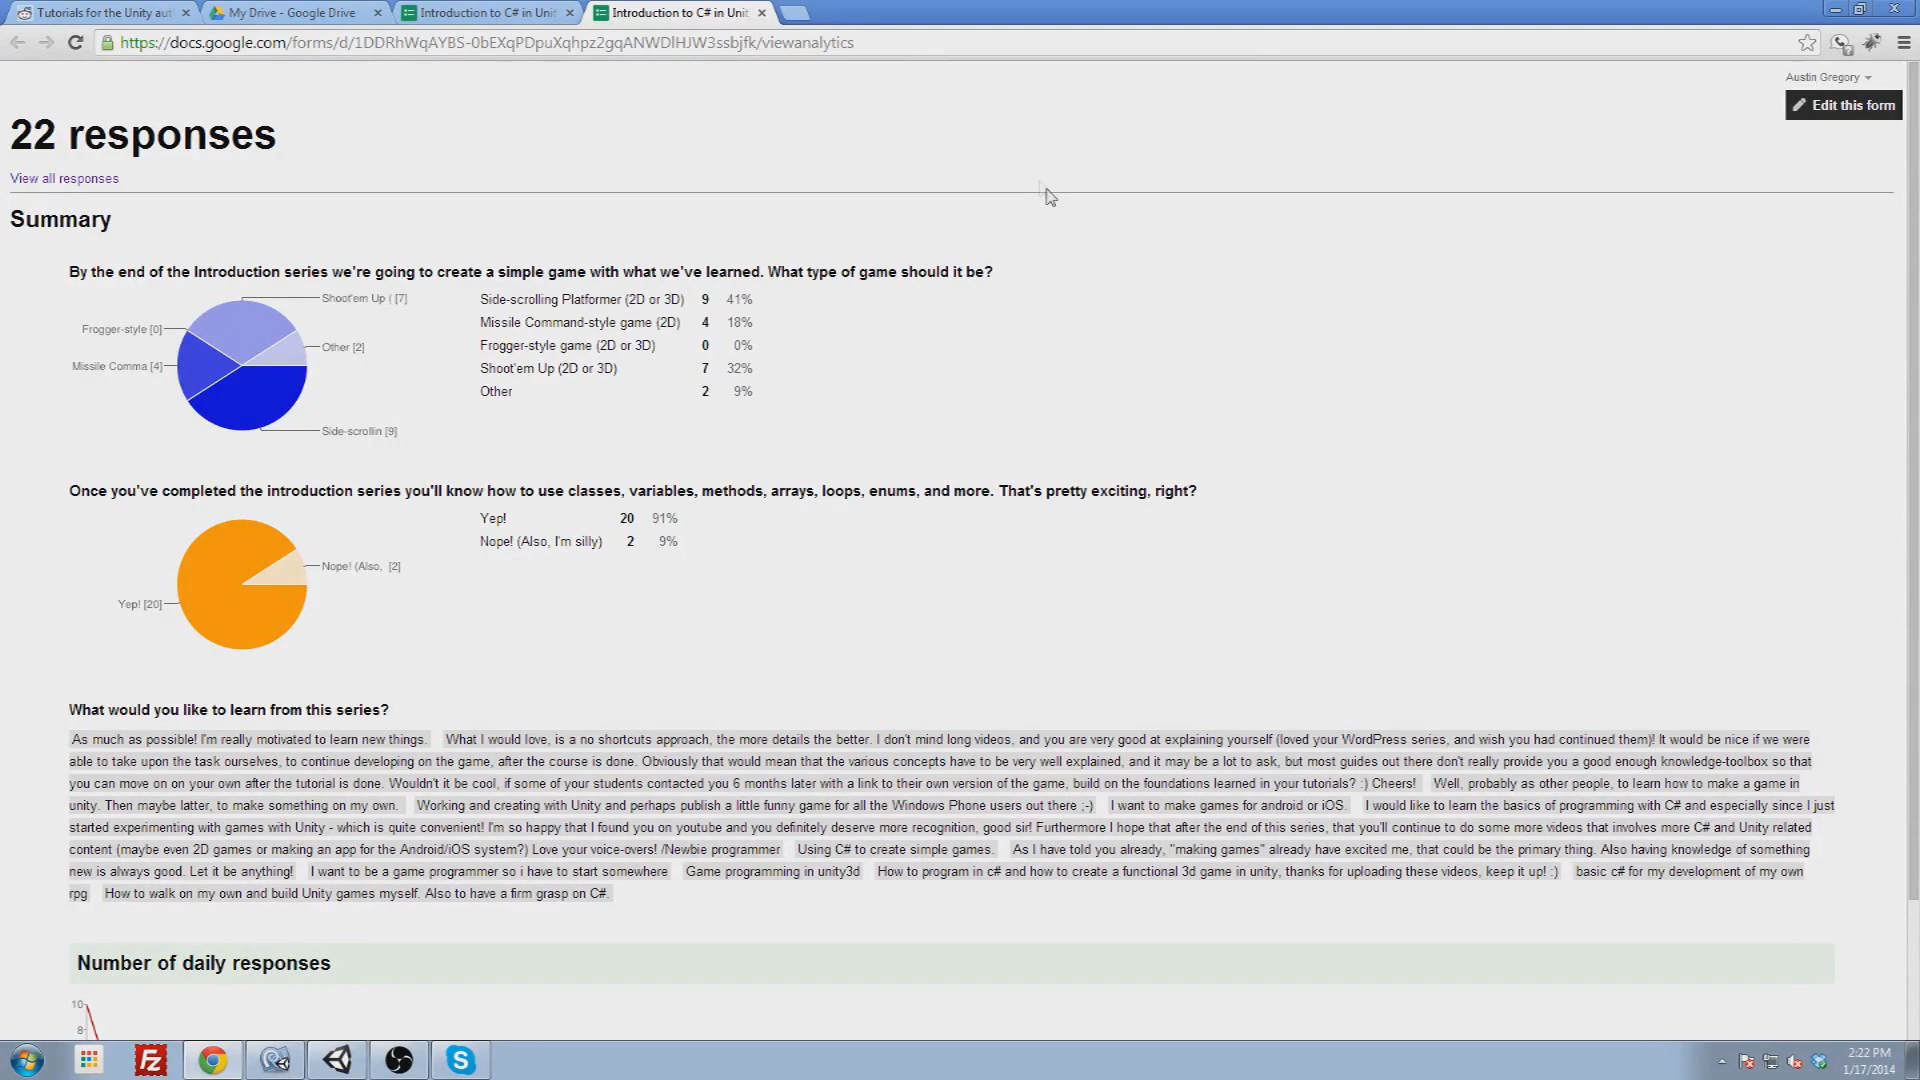 Tutorials for the Unity aut
My Drive - Google Drive
Introduction to C# in Unit
Introduction to C# in Unit
https://docs.google.com/forms/d/1DDRhWqAYBS-0bEXqPDpuXqhpz2gqANWDlHJW3ssbjfk/viewanalytics
Austin Gregory
Edit this form
22 responses
View all responses
Summary
By the end of the Introduction series we're going to create a simple game with what we've learned. What type of game should it be?
Shoot'em Up ( [7]
Frogger-style [0]
Other [2]
Missile Comma [4]
Side-scrollin [9]
Side-scrolling Platformer (2D or 3D) 9 41%
Missile Command-style game (2D) 4 18%
Frogger-style game (2D or 3D) 0 0%
Shoot'em Up (2D or 3D) 7 32%
Other 2 9%
Once you've completed the introduction series you'll know how to use classes, variables, methods, arrays, loops, enums, and more. That's pretty exciting, right?
Nope! (Also, [2]
Yep! [20]
Yep! 20 91%
Nope! (Also, I'm silly) 2 9%
What would you like to learn from this series?
As much as possible! I'm really motivated to learn new things. What I would love, is a no shortcuts approach, the more details the better. I don't mind long videos, and you are very good at explaining yourself (loved your WordPress series, and wish you had continued them)! It would be nice if we were
able to take upon the task ourselves, to continue developing on the game, after the course is done. Obviously that would mean that the various concepts have to be very well explained, and it may be a lot to ask, but most guides out there don't really provide you a good enough knowledge-toolbox so that
you can move on on your own after the tutorial is done. Wouldn't it be cool, if some of your students contacted you 6 months later with a link to their own version of the game, build on the foundations learned in your tutorials? :) Cheers! Well, probably as other people, to learn how to make a game in
unity. Then maybe latter, to make something on my own. Working and creating with Unity and perhaps publish a little funny game for all the Windows Phone users out there ;-) I want to make games for android or iOS. I would like to learn the basics of programming with C# and especially since I just
started experimenting with games with Unity - which is quite convenient! I'm so happy that I found you on youtube and you definitely deserve more recognition, good sir! Furthermore I hope that after the end of this series, that you'll continue to do some more videos that involves more C# and Unity related
content (maybe even 2D games or making an app for the Android/iOS system?) Love your voice-overs! /Newbie programmer Using C# to create simple games. As I have told you already, "making games" already have excited me, that could be the primary thing. Also having knowledge of something
new is always good. Let it be anything! I want to be a game programmer so i have to start somewhere Game programming in unity3d How to program in c# and how to create a functional 3d game in unity, thanks for uploading these videos, keep it up! :) basic c# for my development of my own
rpg How to walk on my own and build Unity games myself. Also to have a firm grasp on C#.
Number of daily responses
10
8
Fz
S
2:22 PM
1/17/2014